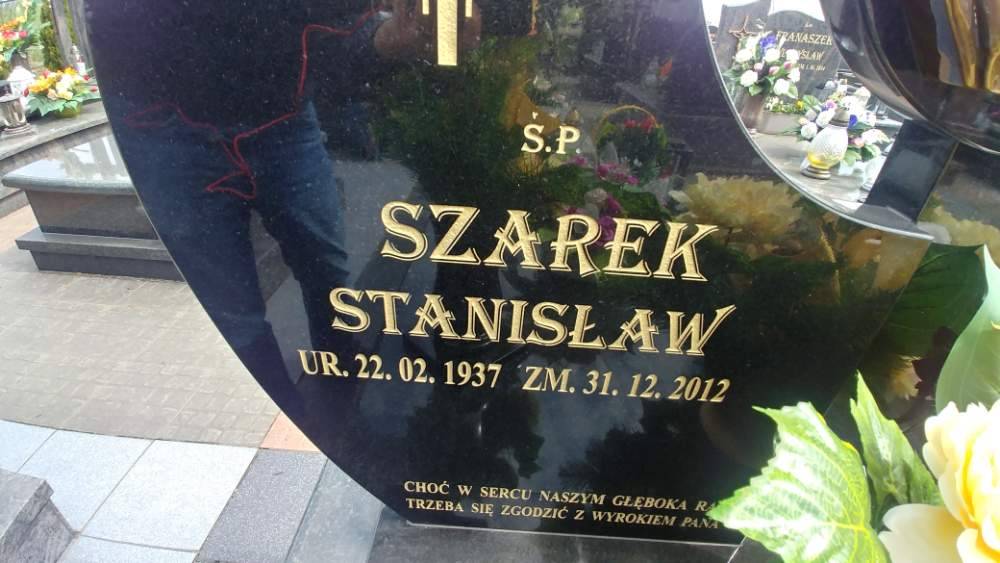 FRANASZEK
Ś.P.
SZAREK
STANISŁAW
UR. 22. 02. 1937 ZM. 31. 12. 2012
CHOĆ W SERCU NASZYM GŁĘBOKA
TRZEBA SIĘ ZGODZIĆ Z WYROKIEM PANA